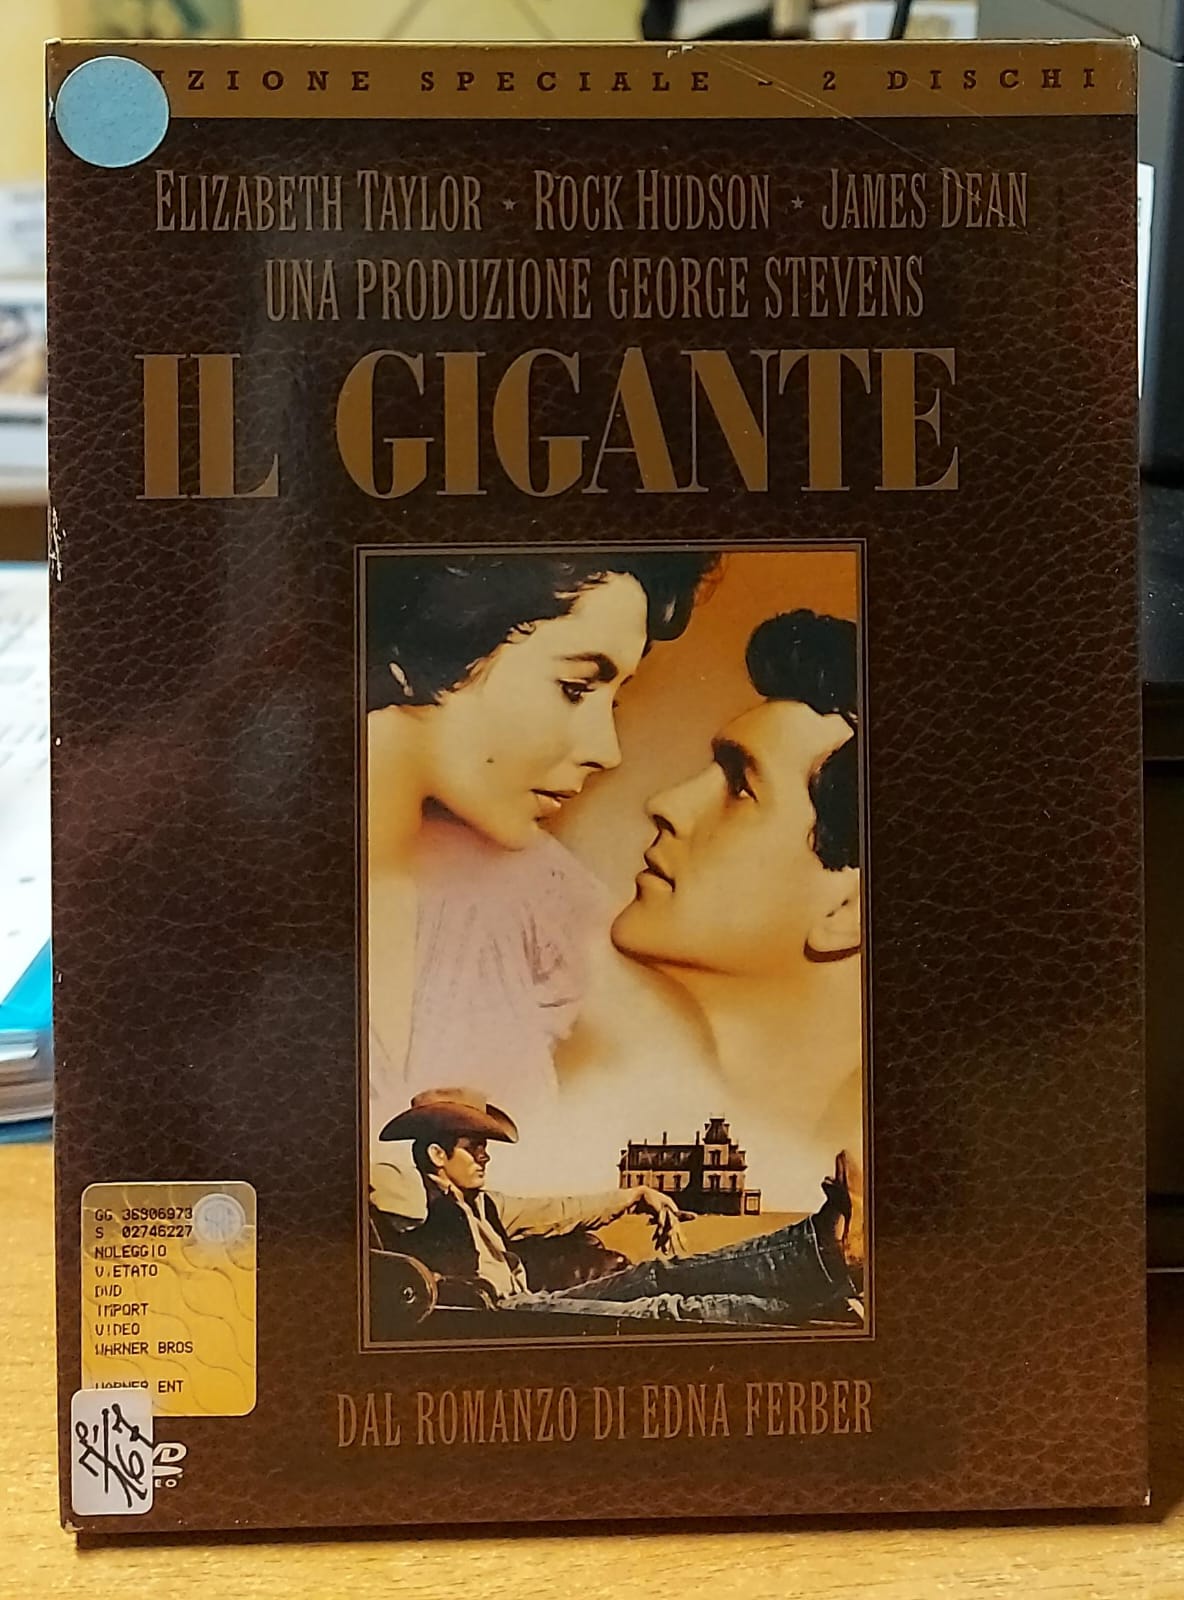 IZIONE SPECIALE - 2 DISCHI
ELIZABETH TAYLOR ★ ROCK HUDSON ★ JAMES DEAN
UNA PRODUZIONE GEORGE STEVENS
IL GIGANTE
GG 36906973
S 02746227
NOLEGGIO
VIETATO
DVD
IMPORT
VIDEO
WARNER BROS
WARNER ENT
DAL ROMANZO DI EDNA FERBER